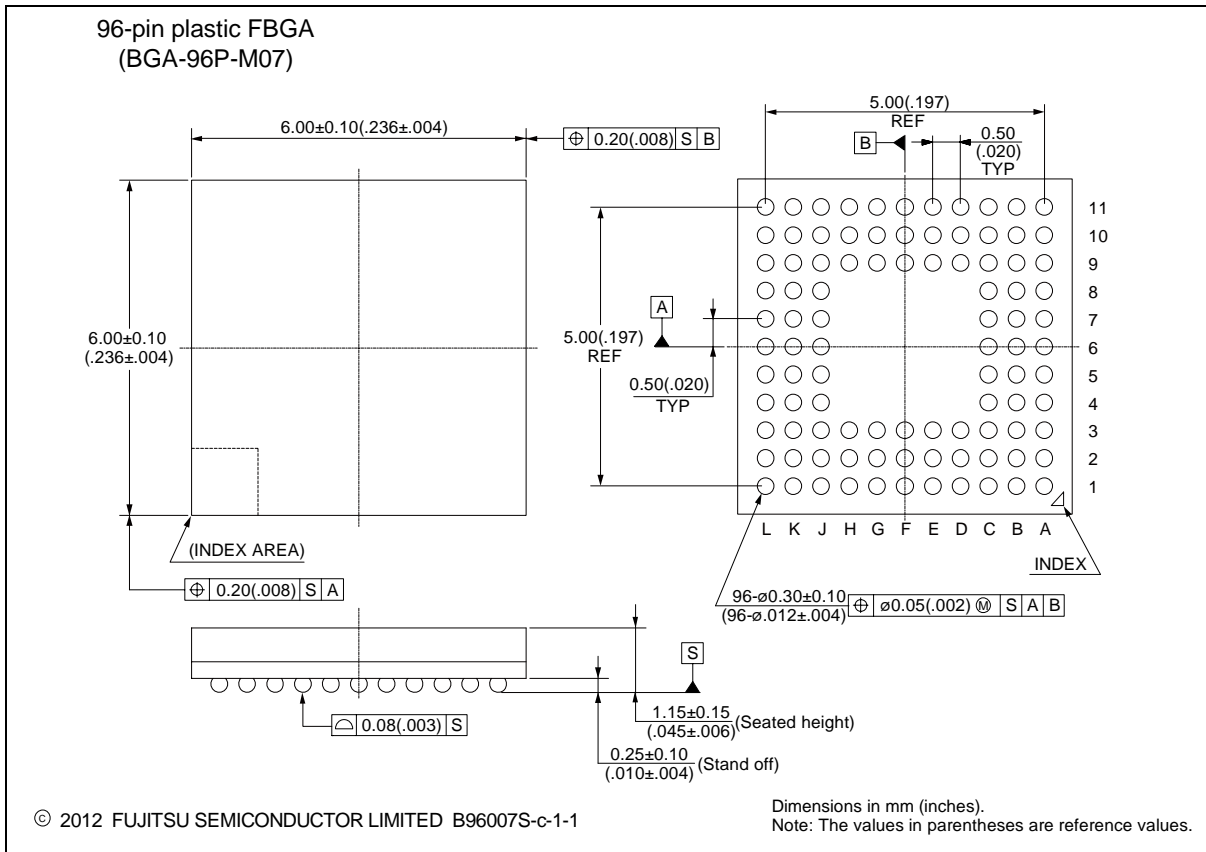 96-pin plastic FBGA
(BGA-96P-M07)
6.00±0.10(.236±.004)
⌖ 0.20(.008) S B
5.00(.197)
REF
B
0.50
(.020)
TYP
6.00±0.10
(.236±.004)
5.00(.197)
REF
A
0.50(.020)
TYP
11
10
9
8
7
6
5
4
3
2
1
L K J H G F E D C B A
(INDEX AREA)
INDEX
⌖ 0.20(.008) S A
96-ø0.30±0.10
(96-ø.012±.004)
⌖ ø0.05(.002) Ⓜ S A B
S
⌓ 0.08(.003) S
1.15±0.15
(.045±.006)
(Seated height)
0.25±0.10
(.010±.004)
(Stand off)
© 2012 FUJITSU SEMICONDUCTOR LIMITED B96007S-c-1-1
Dimensions in mm (inches).
Note: The values in parentheses are reference values.